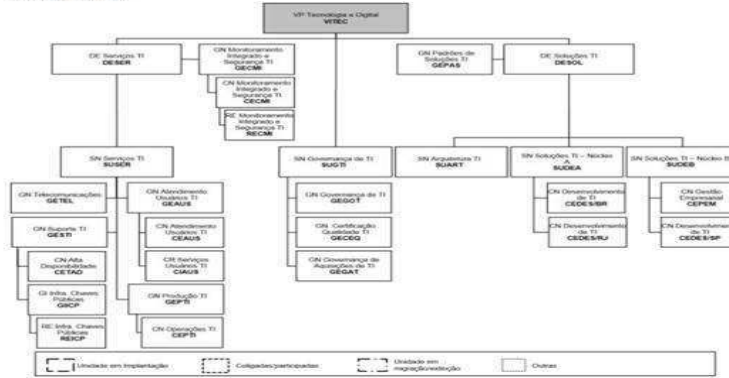 VP Tecnologia e Digital
VITEC
DE Serviços TI
DESER
GN Monitoramento
Integrado e
Segurança TI
GECMI
CN Monitoramento
Integrado e
Segurança TI
CECMI
RE Monitoramento
Integrado e
Segurança TI
RECMI
GN Padrões de
Soluções TI
GEPAS
DE Soluções TI
DESOL
SN Serviços TI
SUSER
SN Governança de TI
SUGTI
SN Arquitetura TI
SUART
SN Soluções TI – Núcleo
A
SUDEA
SN Soluções TI – Núcleo B
SUDEB
GN Telecomunicações
GETEL
GN Suporte TI
GESTI
CN Alta
Disponibilidade
CETAD
GI Infra. Chaves
Públicas
GIICP
RE Infra. Chaves
Públicas
REICP
GN Atendimento
Usuários TI
GEAUS
CN Atendimento
Usuários TI
CEAUS
CR Serviços
Usuários TI
CIAUS
GN Produção TI
GEPTI
CN Operações TI
CEPTI
GN Governança de TI
GEGOT
GN Certificação
Qualidade TI
GECEQ
GN Governança de
Aquisições de TI
GEGAT
CN Desenvolvimento
de TI
CEDES/BR
CN Desenvolvimento
de TI
CEDES/RJ
CN Gestão
Empresarial
CEPEM
CN Desenvolvimento
de TI
CEDES/SP
Unidade em Implantação
Coligadas/participadas
Unidade em
migração/extinção
Outras